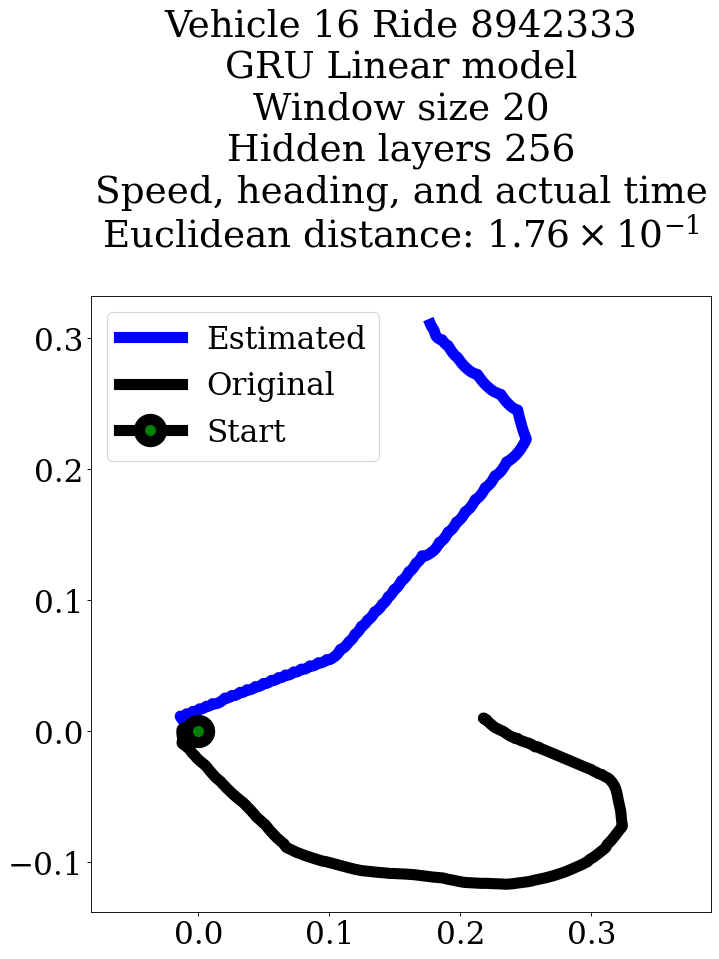 Vehicle 16 Ride 8942333
GRU Linear model
Window size 20
Hidden layers 256
Speed, heading, and actual time
Euclidean distance: 1.76 × 10⁻¹
Estimated
Original
Start
0.3
0.2
0.1
0.0
−0.1
0.0 0.1 0.2 0.3